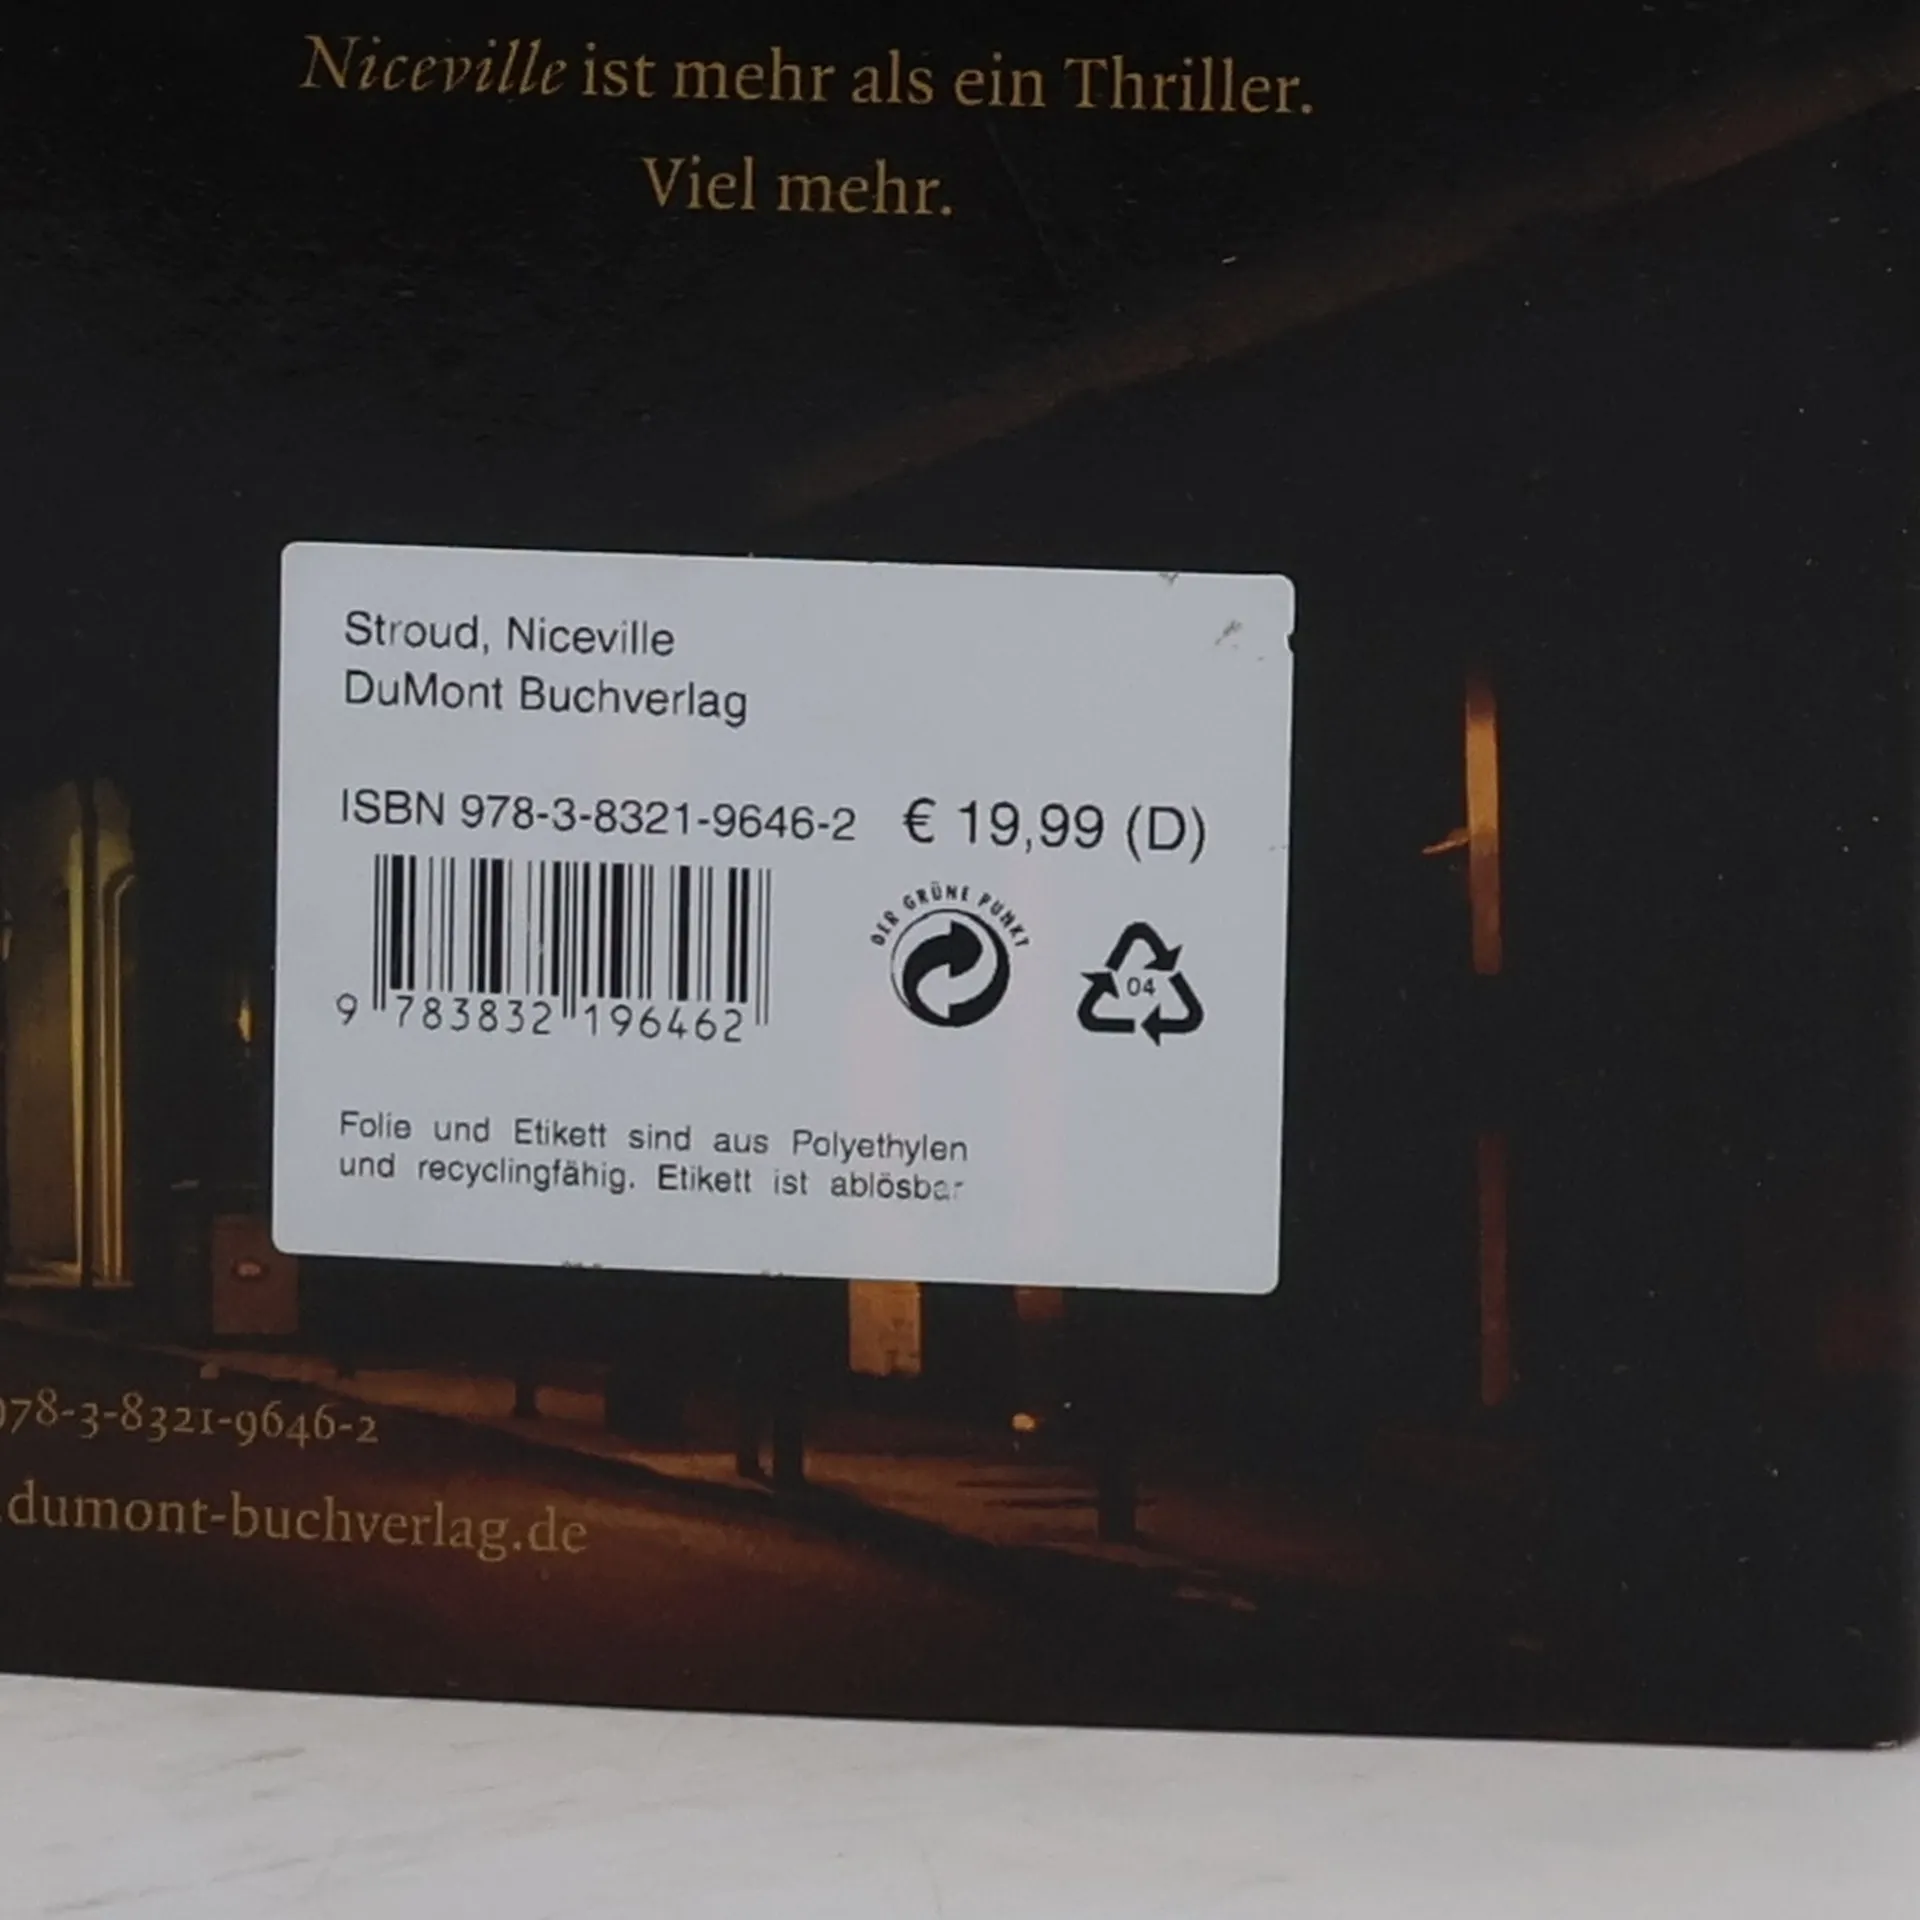 Niceville ist mehr als ein Thriller.
Viel mehr.
Stroud, Niceville
DuMont Buchverlag
ISBN 978-3-8321-9646-2 € 19,99 (D)
DER GRÜNE PUNKT
04
9 783832 196462
Folie und Etikett sind aus Polyethylen
und recyclingfähig. Etikett ist ablösbar
978-3-8321-9646-2
.dumont-buchverlag.de